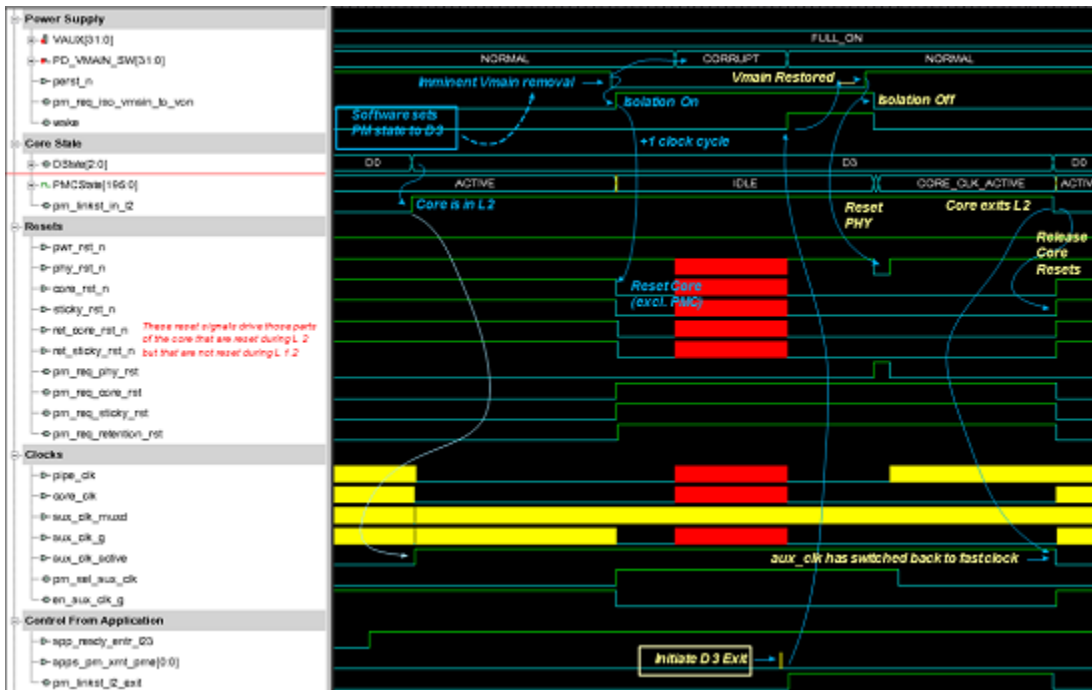 Power Supply
VAUX[31:0]
PD_VMAIN_SW[31:0]
perst_n
pm_req_iso_vmain_to_von
wake
Core State
DState[2:0]
PMCState[195:0]
pm_linkst_in_l2
Resets
pwr_rst_n
phy_rst_n
core_rst_n
sticky_rst_n
ret_core_rst_n
ret_sticky_rst_n
These reset signals drive those parts
of the core that are reset during L 2
but that are not reset during L 1.2
pm_req_phy_rst
pm_req_core_rst
pm_req_sticky_rst
pm_req_retention_rst
Clocks
pipe_clk
core_clk
aux_clk_muxd
aux_clk_g
aux_clk_active
pm_sel_aux_clk
en_aux_clk_g
Control From Application
app_ready_entr_l23
apps_pm_xmt_pme[0:0]
pm_linkst_l2_exit
FULL_ON
NORMAL
CORRUPT
NORMAL
Imminent Vmain removal
Vmain Restored
Isolation On
Isolation Off
Software sets
PM state to D3
+1 clock cycle
D0
D3
D0
ACTIVE
IDLE
CORE_CLK_ACTIVE
ACTIV
Core is in L2
Reset
PHY
Core exits L2
Release
Core
Resets
Reset Core
(excl. PMC)
aux_clk has switched back to fast clock
Initiate D3 Exit